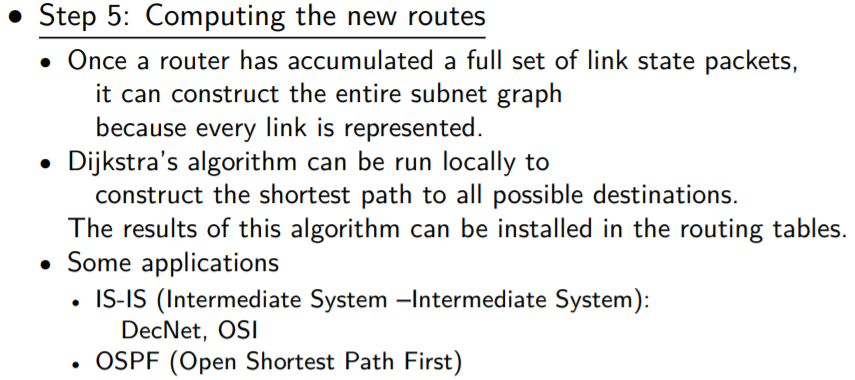 • Step 5: Computing the new routes
• Once a router has accumulated a full set of link state packets,
it can construct the entire subnet graph
because every link is represented.
• Dijkstra's algorithm can be run locally to
construct the shortest path to all possible destinations.
The results of this algorithm can be installed in the routing tables.
• Some applications
• IS-IS (Intermediate System –Intermediate System):
DecNet, OSI
• OSPF (Open Shortest Path First)